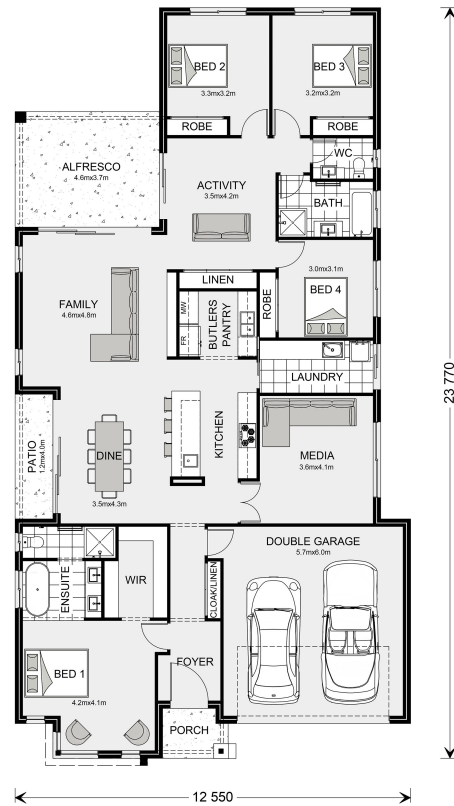 BED 2
3.3mx3.2m
BED 3
3.2mx3.2m
ROBE
ROBE
WC
ALFRESCO
4.6mx3.7m
ACTIVITY
3.5mx4.2m
BATH
LINEN
3.0mx3.1m
BED 4
ROBE
MW
FR
BUTLERS
PANTRY
FAMILY
4.6mx4.8m
LAUNDRY
23 770
KITCHEN
PATIO
1.2mx4.0m
DINE
3.5mx4.3m
MEDIA
3.6mx4.1m
DOUBLE GARAGE
5.7mx6.0m
ENSUITE
WIR
CLOAK/LINEN
FOYER
BED 1
4.2mx4.1m
PORCH
12 550